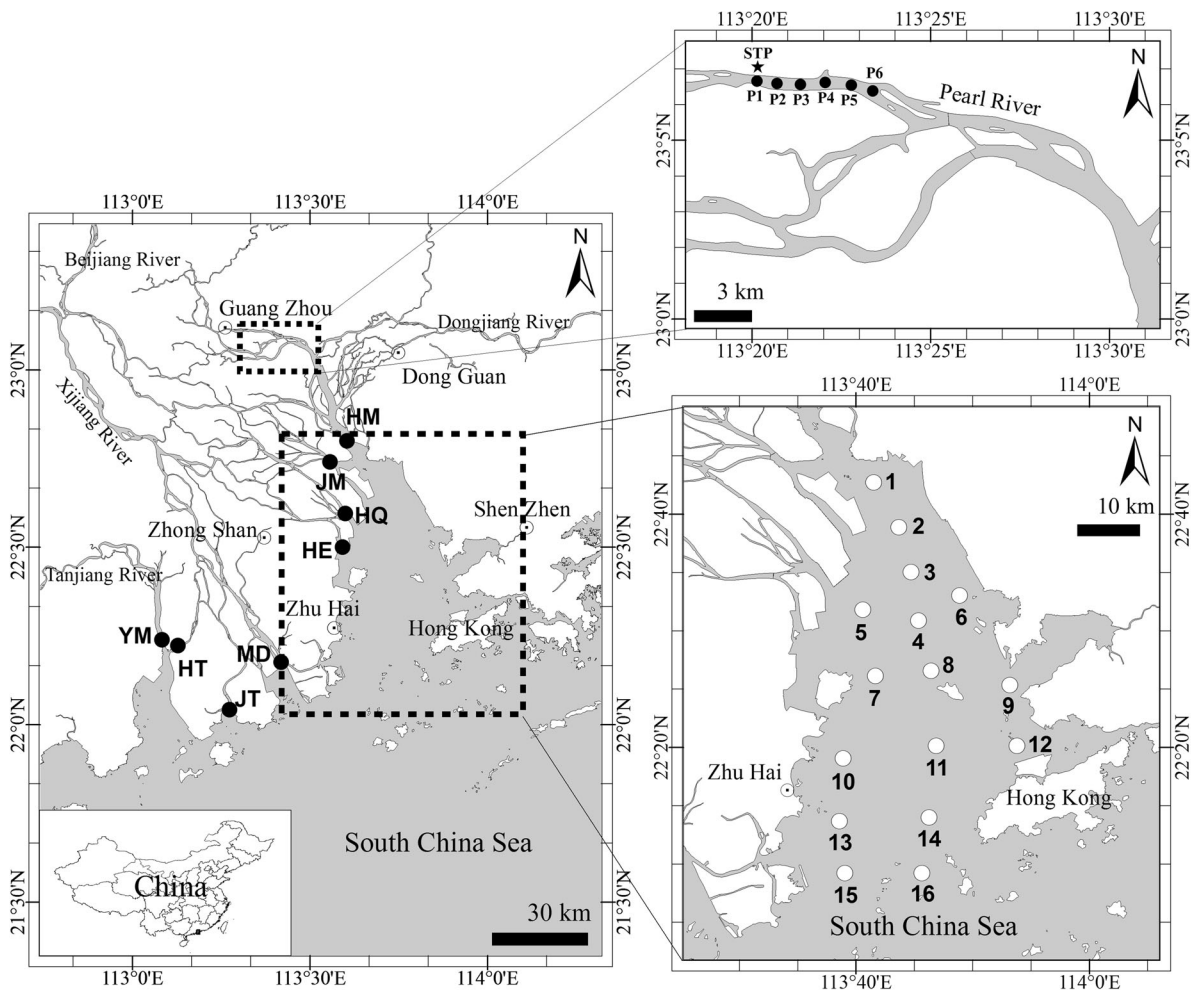 113°0'E 113°30'E 114°0'E
N
Beijiang River
Guang Zhou
Dongjiang River
Dong Guan
Xijiang River
HM
JM
HQ
Shen Zhen
Zhong Shan
HE
Tanjiang River
Zhu Hai
Hong Kong
YM
HT
MD
JT
South China Sea
China
30 km
23°0'N
22°30'N
22°0'N
21°30'N
23°0'N
22°30'N
22°0'N
21°30'N
113°0'E 113°30'E 114°0'E
113°20'E 113°25'E 113°30'E
STP
P6
P1 P2 P3 P4 P5
Pearl River
N
3 km
23°5'N
23°0'N
23°5'N
23°0'N
113°20'E 113°25'E 113°30'E
113°40'E 114°0'E
N
10 km
1
2
3
6
5
4
8
7
9
12
11
10
Zhu Hai
Hong Kong
13
14
15
16
South China Sea
22°40'N
22°20'N
22°40'N
22°20'N
113°40'E 114°0'E